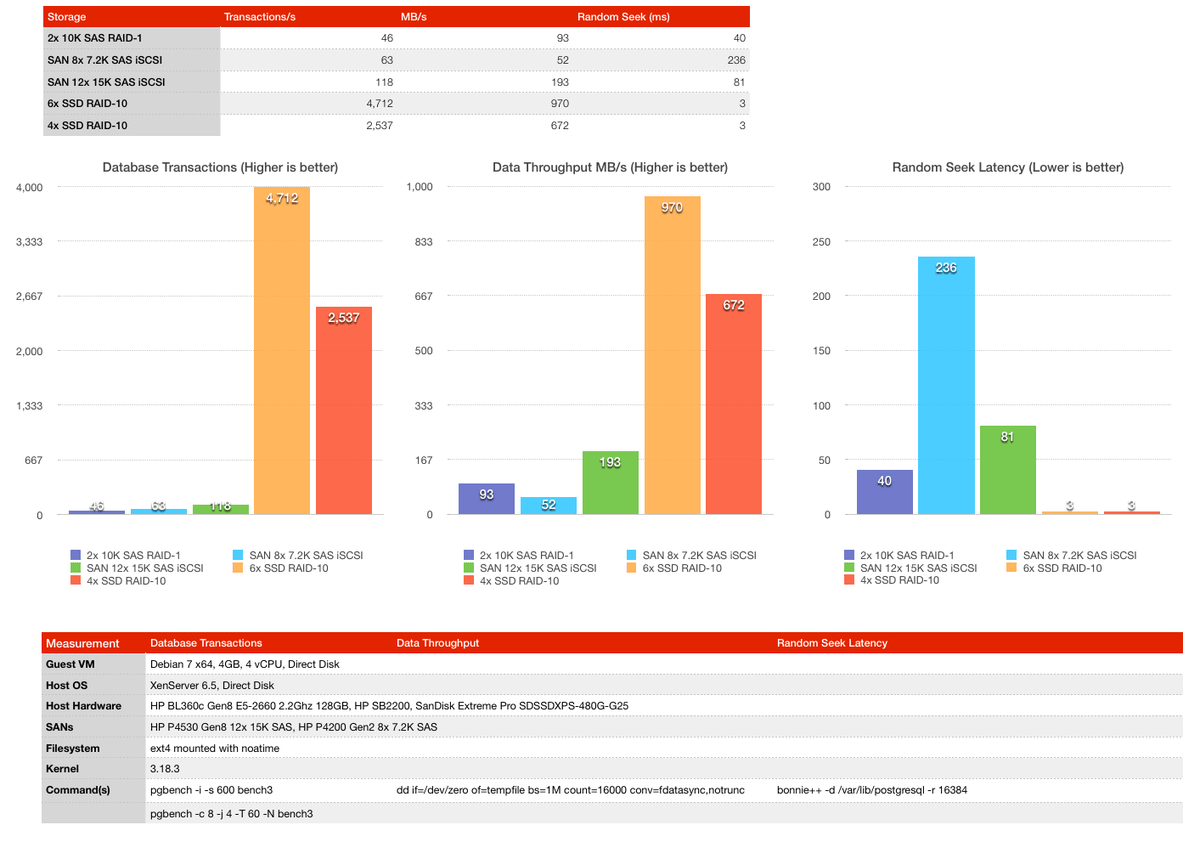 Storage Transactions/s MB/s Random Seek (ms)
2x 10K SAS RAID-1 46 93 40
SAN 8x 7.2K SAS iSCSI 63 52 236
SAN 12x 15K SAS iSCSI 118 193 81
6x SSD RAID-10 4,712 970 3
4x SSD RAID-10 2,537 672 3
Database Transactions (Higher is better)
4,000
3,333
2,667
2,000
1,333
667
0
46
63
118
4,712
2,537
2x 10K SAS RAID-1 SAN 8x 7.2K SAS iSCSI
SAN 12x 15K SAS iSCSI 6x SSD RAID-10
4x SSD RAID-10
Data Throughput MB/s (Higher is better)
1,000
833
667
500
333
167
0
93
52
193
970
672
2x 10K SAS RAID-1 SAN 8x 7.2K SAS iSCSI
SAN 12x 15K SAS iSCSI 6x SSD RAID-10
4x SSD RAID-10
Random Seek Latency (Lower is better)
300
250
200
150
100
50
0
40
236
81
3
3
2x 10K SAS RAID-1 SAN 8x 7.2K SAS iSCSI
SAN 12x 15K SAS iSCSI 6x SSD RAID-10
4x SSD RAID-10
Measurement Database Transactions Data Throughput Random Seek Latency
Guest VM Debian 7 x64, 4GB, 4 vCPU, Direct Disk
Host OS XenServer 6.5, Direct Disk
Host Hardware HP BL360c Gen8 E5-2660 2.2Ghz 128GB, HP SB2200, SanDisk Extreme Pro SDSSDXPS-480G-G25
SANs HP P4530 Gen8 12x 15K SAS, HP P4200 Gen2 8x 7.2K SAS
Filesystem ext4 mounted with noatime
Kernel 3.18.3
Command(s) pgbench -i -s 600 bench3 dd if=/dev/zero of=tempfile bs=1M count=16000 conv=fdatasync,notrunc bonnie++ -d /var/lib/postgresql -r 16384
pgbench -c 8 -j 4 -T 60 -N bench3